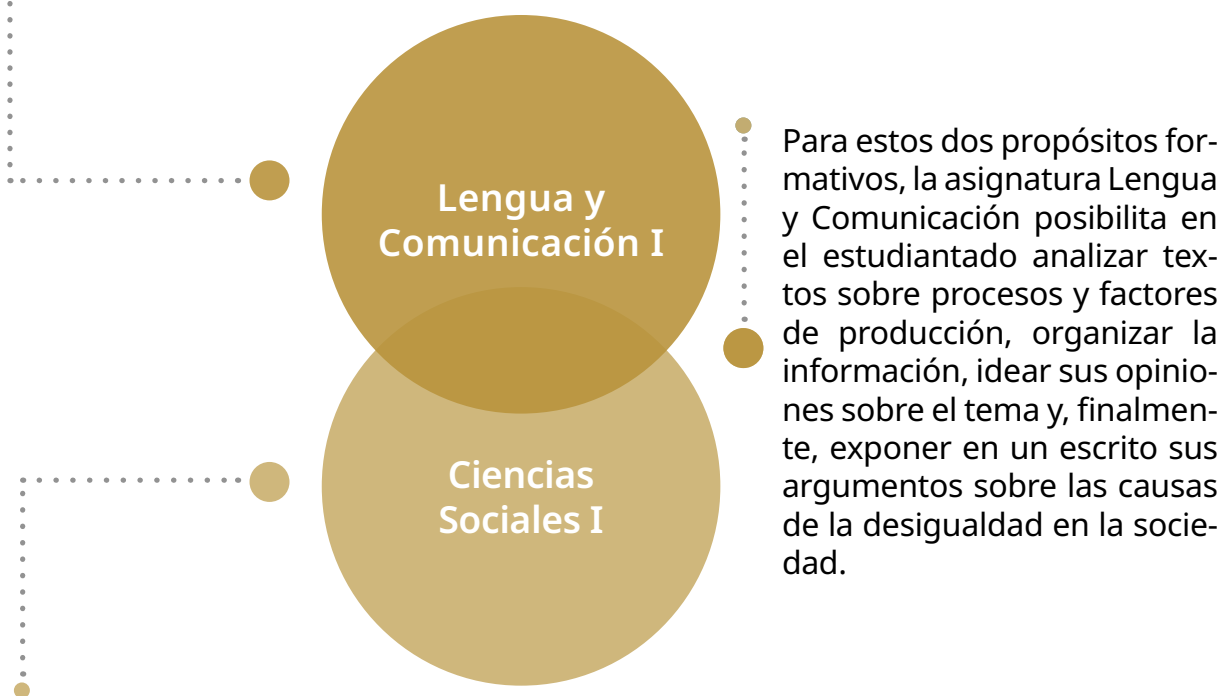 Lengua y
Comunicación I
Ciencias
Sociales I
Para estos dos propósitos for-
mativos, la asignatura Lengua
y Comunicación posibilita en
el estudiantado analizar tex-
tos sobre procesos y factores
de producción, organizar la
información, idear sus opinio-
nes sobre el tema y, finalmen-
te, exponer en un escrito sus
argumentos sobre las causas
de la desigualdad en la socie-
dad.